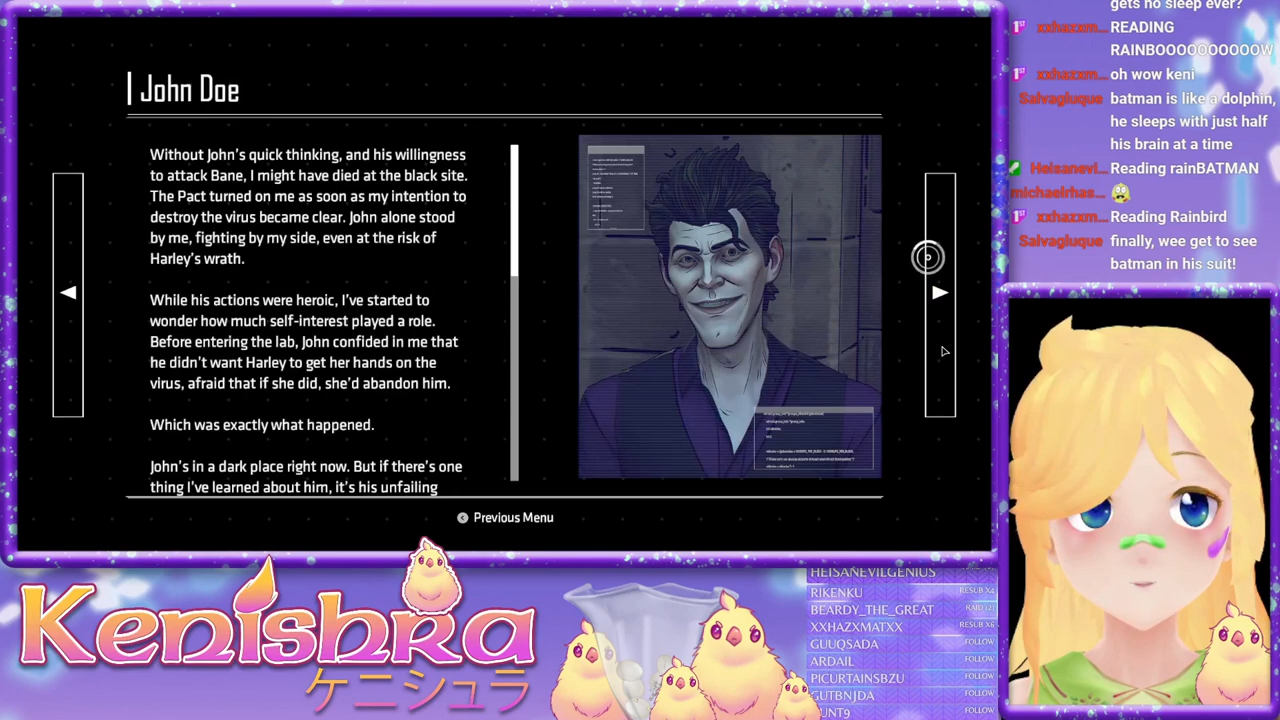 John Doe
Without John's quick thinking, and his willingness
to attack Bane, I might have died at the black site.
The Pact turned on me as soon as my intention to
destroy the virus became clear. John alone stood
by me, fighting by my side, even at the risk of
Harley's wrath.
While his actions were heroic, I've started to
wonder how much self-interest played a role.
Before entering the lab, John confided in me that
he didn't want Harley to get her hands on the
virus, afraid that if she did, she'd abandon him.
Which was exactly what happened.
John's in a dark place right now. But if there's one
thing I've learned about him, it's his unfailing
Previous Menu
gets no sleep ever?
xxhazxm... READING
RAINBOOOOOOOOOOW
xxhazxm... oh wow keni
Salvagluque batman is like a dolphin,
he sleeps with just half
his brain at a time
Heisanevi... Reading rainBATMAN
michaelrhas...
xxhazxm... Reading Rainbird
Salvagluque finally, wee get to see
batman in his suit!
Kenishra
ケニシュラ
HEISANEVILGENIUS
RIKENKU RESUB X4
BEARDY_THE_GREAT RAID (2)
XXHAZXMATXX RESUB X6
GUUQSADA FOLLOW
ARDAIL FOLLOW
PICURTAINSBZU FOLLOW
GUTBNJDA FOLLOW
FOLLOW